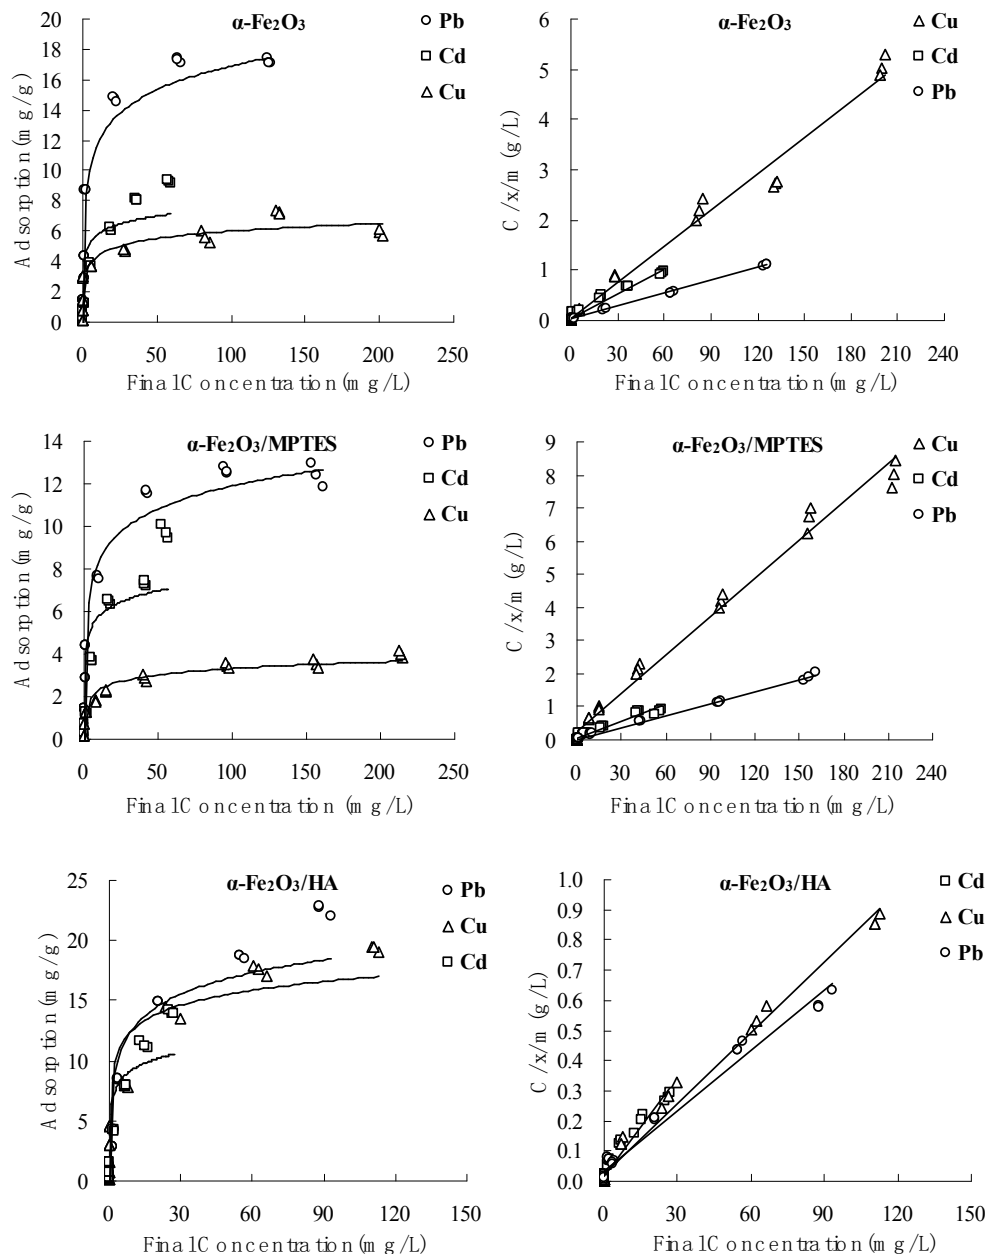 α-Fe2O3
Pb
Cd
Cu
Adsorption (mg/g)
20
18
16
14
12
10
8
6
4
2
0
0 50 100 150 200 250
Final Concentration (mg/L)
α-Fe2O3
Cu
Cd
Pb
C/x/m (g/L)
6
5
4
3
2
1
0
0 30 60 90 120 150 180 210 240
Final Concentration (mg/L)
α-Fe2O3/MPTES
Pb
Cd
Cu
Adsorption (mg/g)
14
12
10
8
6
4
2
0
0 50 100 150 200 250
Final Concentration (mg/L)
α-Fe2O3/MPTES
Cu
Cd
Pb
C/x/m (g/L)
9
8
7
6
5
4
3
2
1
0
0 30 60 90 120 150 180 210 240
Final Concentration (mg/L)
α-Fe2O3/HA
Pb
Cu
Cd
Adsorption (mg/g)
25
20
15
10
5
0
0 30 60 90 120 150
Final Concentration (mg/L)
α-Fe2O3/HA
Cd
Cu
Pb
C/x/m (g/L)
1.0
0.9
0.8
0.7
0.6
0.5
0.4
0.3
0.2
0.1
0.0
0 30 60 90 120 150
Final Concentration (mg/L)